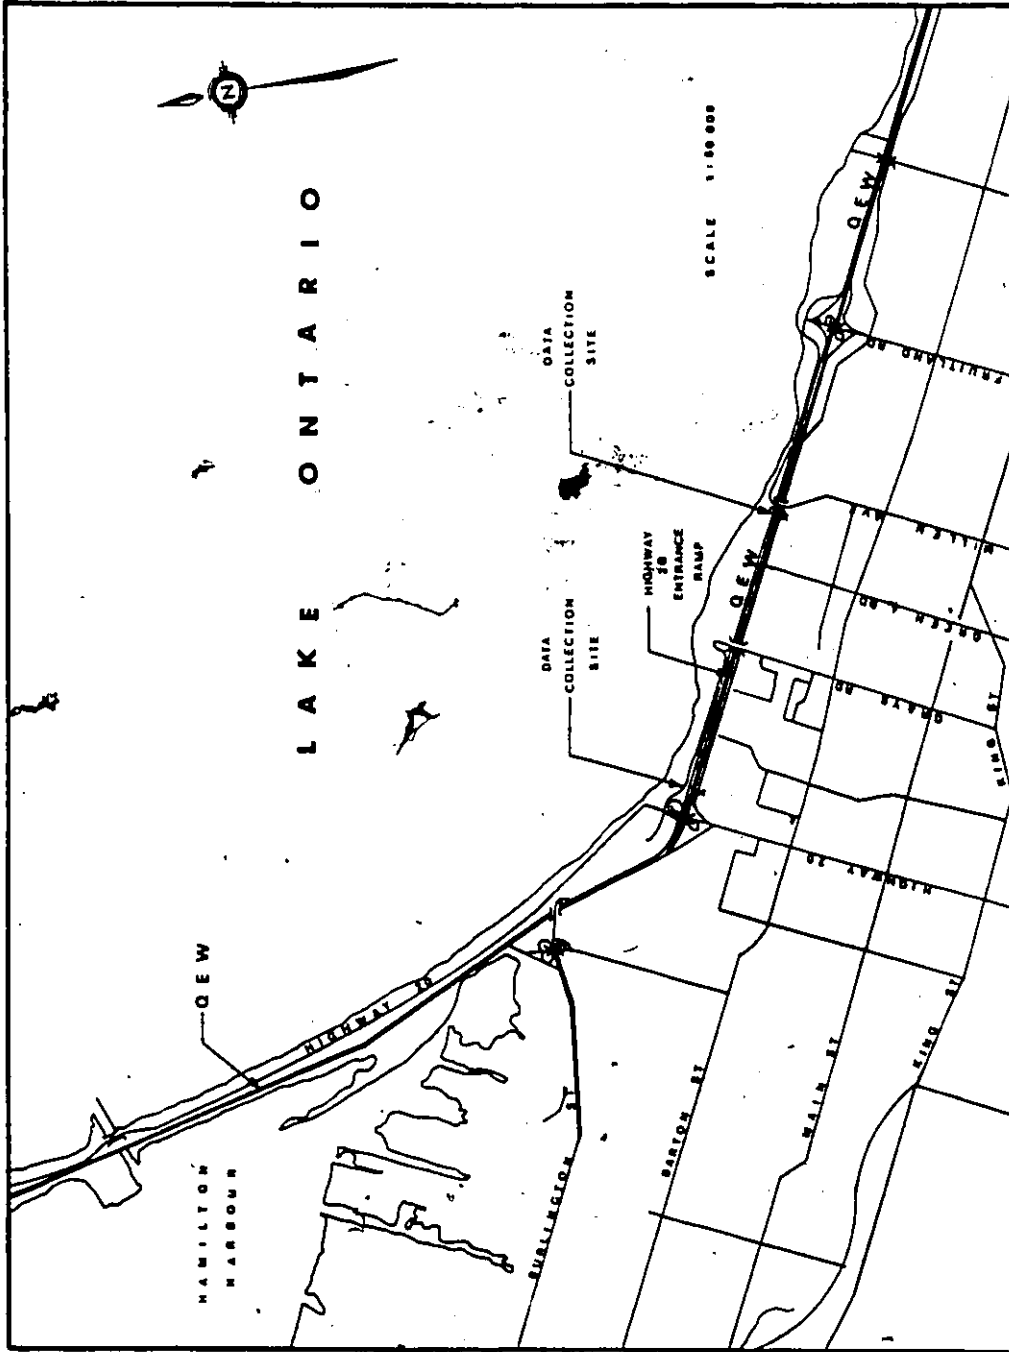 N
LAKE ONTARIO
SCALE 1:50 000
QEW
DATA
COLLECTION
SITE
DATA
COLLECTION
SITE
HIGHWAY
20
ENTRANCE
RAMP
QEW
QEW
HIGHWAY 20
HAMILTON
HARBOUR
BURLINGTON ST
BARTON ST
MAIN ST
KING ST
HIGHWAY 20
KING ST
GRAYS RD
GREEN RD
MILLEN AVE
FRUITLAND RD